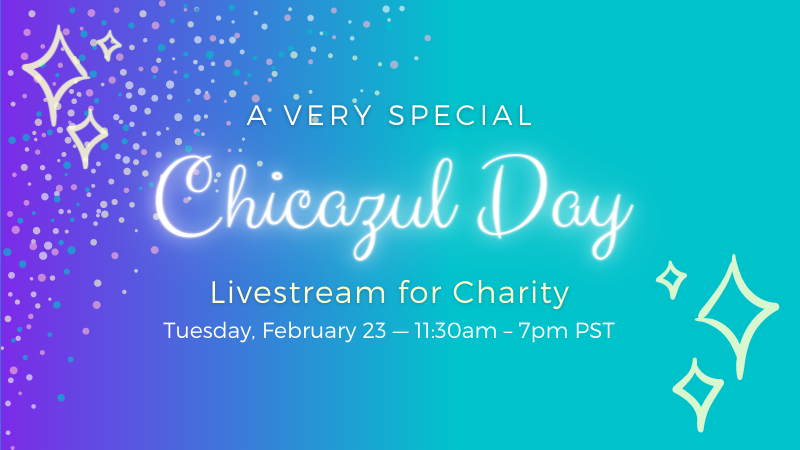 A VERY SPECIAL
Chicazul Day
Livestream for Charity
Tuesday, February 23 — 11:30am – 7pm PST